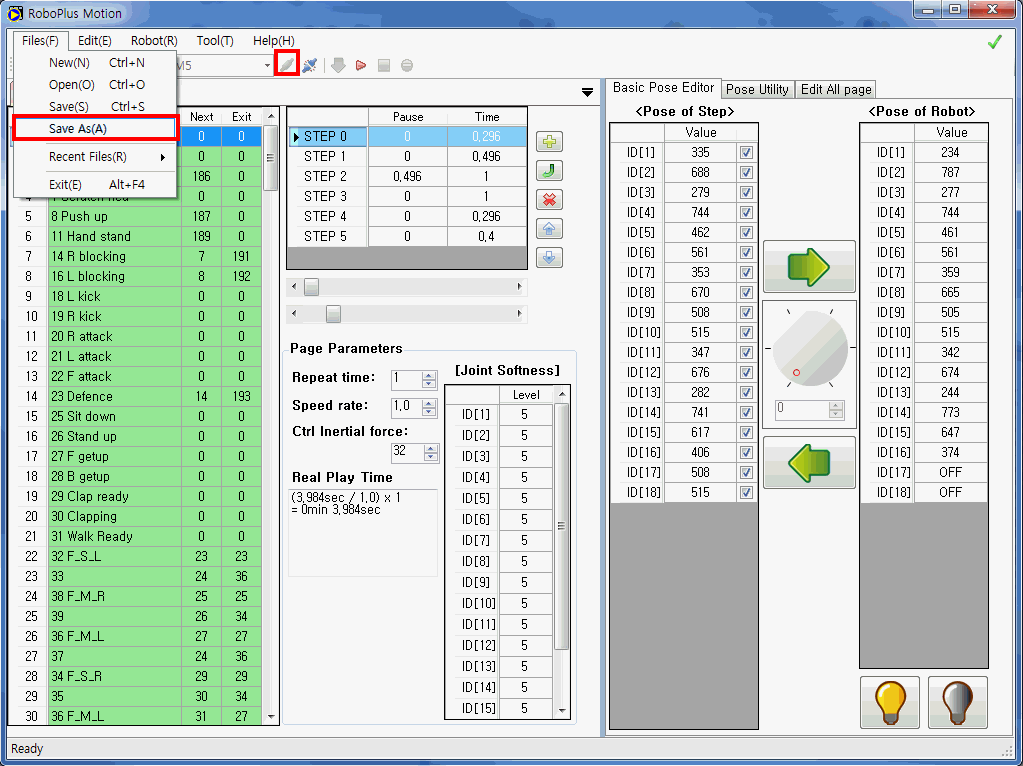 RoboPlus Motion
Files(F) Edit(E) Robot(R) Tool(T) Help(H)
New(N) Ctrl+N
Open(O) Ctrl+O
Save(S) Ctrl+S
Save As(A)
Recent Files(R)
Exit(E) Alt+F4
Next Exit
0 0
0 0
186 0
0 0
5 8 Push up 187 0
6 11 Hand stand 189 0
7 14 R blocking 7 191
8 16 L blocking 8 192
9 18 L kick 0 0
10 19 R kick 0 0
11 20 R attack 0 0
12 21 L attack 0 0
13 22 F attack 0 0
14 23 Defence 14 193
15 25 Sit down 0 0
16 26 Stand up 0 0
17 27 F getup 0 0
18 28 B getup 0 0
19 29 Clap ready 0 0
20 30 Clapping 0 0
21 31 Walk Ready 0 0
22 32 F_S_L 23 23
23 33 24 36
24 38 F_M_R 25 25
25 39 26 34
26 36 F_M_L 27 27
27 37 24 36
28 34 F_S_R 29 29
29 35 30 34
30 36 F_M_L 31 27
Pause Time
STEP 0 0 0,296
STEP 1 0 0,496
STEP 2 0,496 1
STEP 3 0 1
STEP 4 0 0,296
STEP 5 0 0,4
Page Parameters
Repeat time: 1
Speed rate: 1,0
Ctrl Inertial force:
32
Real Play Time
(3,984sec / 1,0) x 1
= 0min 3,984sec
[Joint Softness]
Level
ID[1] 5
ID[2] 5
ID[3] 5
ID[4] 5
ID[5] 5
ID[6] 5
ID[7] 5
ID[8] 5
ID[9] 5
ID[10] 5
ID[11] 5
ID[12] 5
ID[13] 5
ID[14] 5
ID[15] 5
Basic Pose Editor Pose Utility Edit All page
<Pose of Step>
Value
ID[1] 335
ID[2] 688
ID[3] 279
ID[4] 744
ID[5] 462
ID[6] 561
ID[7] 353
ID[8] 670
ID[9] 508
ID[10] 515
ID[11] 347
ID[12] 676
ID[13] 282
ID[14] 741
ID[15] 617
ID[16] 406
ID[17] 508
ID[18] 515
0
<Pose of Robot>
Value
ID[1] 234
ID[2] 787
ID[3] 277
ID[4] 744
ID[5] 461
ID[6] 561
ID[7] 359
ID[8] 665
ID[9] 505
ID[10] 515
ID[11] 342
ID[12] 674
ID[13] 244
ID[14] 773
ID[15] 647
ID[16] 374
ID[17] OFF
ID[18] OFF
Ready